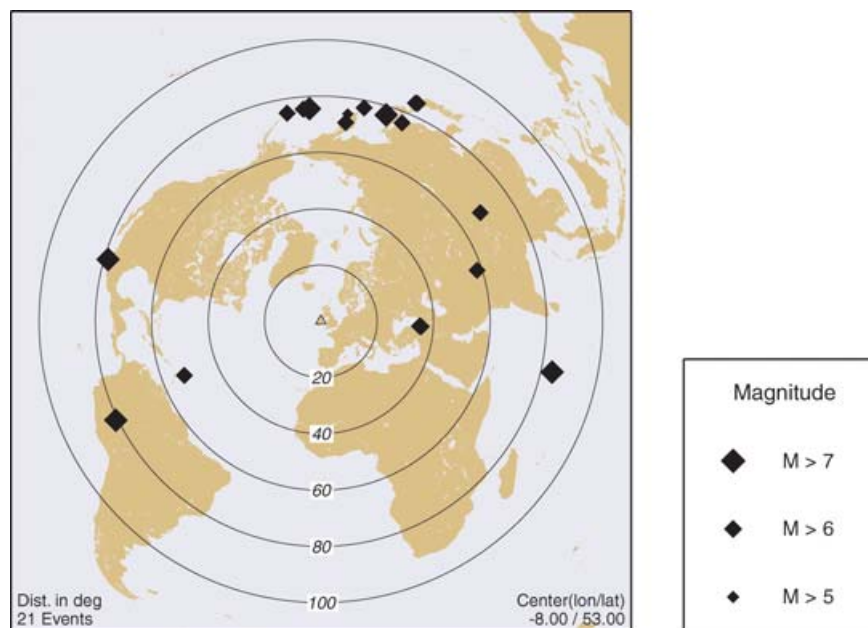 20
40
60
80
100
Dist. in deg
21 Events
Center(lon/lat)
-8.00 / 53.00
Magnitude
M > 7
M > 6
M > 5